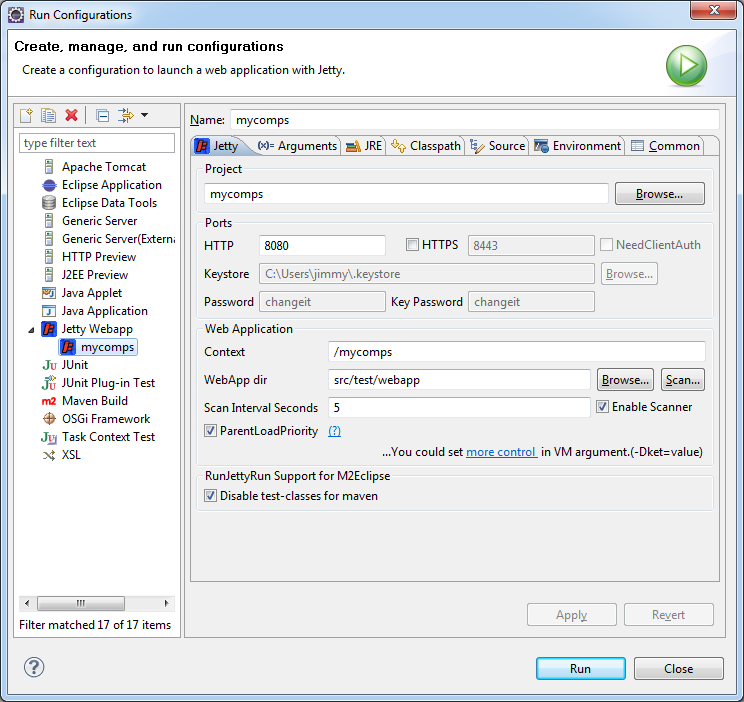 Run Configurations
Create, manage, and run configurations
Create a configuration to launch a web application with Jetty.
type filter text
Apache Tomcat
Eclipse Application
Eclipse Data Tools
Generic Server
Generic Server(Externa
HTTP Preview
J2EE Preview
Java Applet
Java Application
Jetty Webapp
mycomps
JUnit
JUnit Plug-in Test
Maven Build
OSGi Framework
Task Context Test
XSL
Filter matched 17 of 17 items
Name: mycomps
Jetty (x)= Arguments JRE Classpath Source Environment Common
Project
mycomps Browse...
Ports
HTTP 8080 HTTPS 8443 NeedClientAuth
Keystore C:\Users\jimmy\.keystore Browse...
Password changeit Key Password changeit
Web Application
Context /mycomps
WebApp dir src/test/webapp Browse... Scan...
Scan Interval Seconds 5 Enable Scanner
ParentLoadPriority (?)
...You could set more control in VM argument.(-Dket=value)
RunJettyRun Support for M2Eclipse
Disable test-classes for maven
Apply Revert
? Run Close